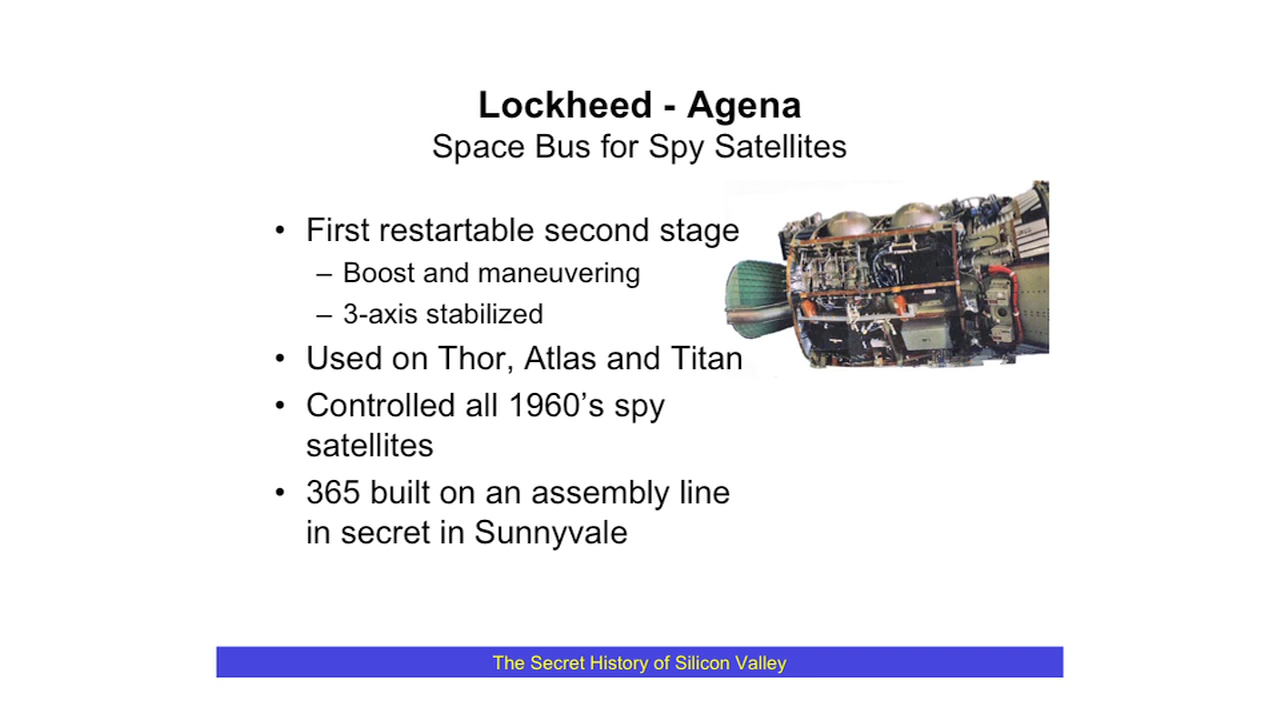 Lockheed - Agena
Space Bus for Spy Satellites
• First restartable second stage
– Boost and maneuvering
– 3-axis stabilized
• Used on Thor, Atlas and Titan
• Controlled all 1960’s spy
satellites
• 365 built on an assembly line
in secret in Sunnyvale
The Secret History of Silicon Valley